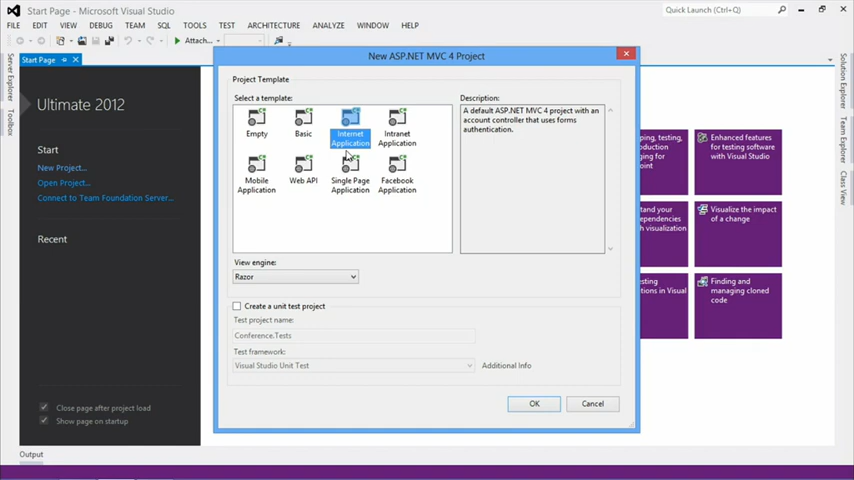 Start Page - Microsoft Visual Studio
Quick Launch (Ctrl+Q)
FILE EDIT VIEW DEBUG TEAM SQL TOOLS TEST ARCHITECTURE ANALYZE WINDOW HELP
Attach...
Start Page
Server Explorer
Toolbox
Ultimate 2012
Start
New Project...
Open Project...
Connect to Team Foundation Server...
Recent
Close page after project load
Show page on startup
New ASP.NET MVC 4 Project
Project Template
Select a template:
Empty
Basic
Internet
Application
Intranet
Application
Mobile
Application
Web API
Single Page
Application
Facebook
Application
Description:
A default ASP.NET MVC 4 project with an
account controller that uses forms
authentication.
View engine:
Razor
Create a unit test project
Test project name:
Conference.Tests
Test framework:
Visual Studio Unit Test
Additional Info
OK
Cancel
Enhanced features
for testing software
with Visual Studio
Visualize the impact
of a change
Finding and
managing cloned
code
Solution Explorer
Team Explorer
Class View
Output